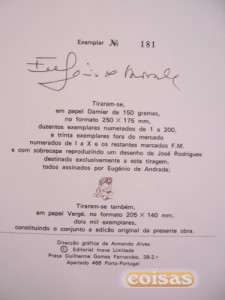 Exemplar Nº 181
Eugénio de Andrade
Tiraram-se,
em papel Damier de 150 gramas,
no formato 250 × 175 mm,
duzentos exemplares numerados de 1 a 200,
e trinta exemplares fora do mercado
numerados de I a X e os restantes marcados F.M.
e com sobrecapa reproduzindo um desenho de José Rodrigues
destinado exclusivamente a esta tiragem,
todos assinados por Eugénio de Andrade;
Tiraram-se também,
em papel Vergé, no formato 205 × 140 mm,
dois mil exemplares,
constituindo o conjunto a edição original da presente obra.
Direcção gráfica de Armando Alves
© Editorial Inova Limitada
Praça Guilherme Gomes Fernandes, 38-2.º
Apartado 466 Porto-Portugal
coisas